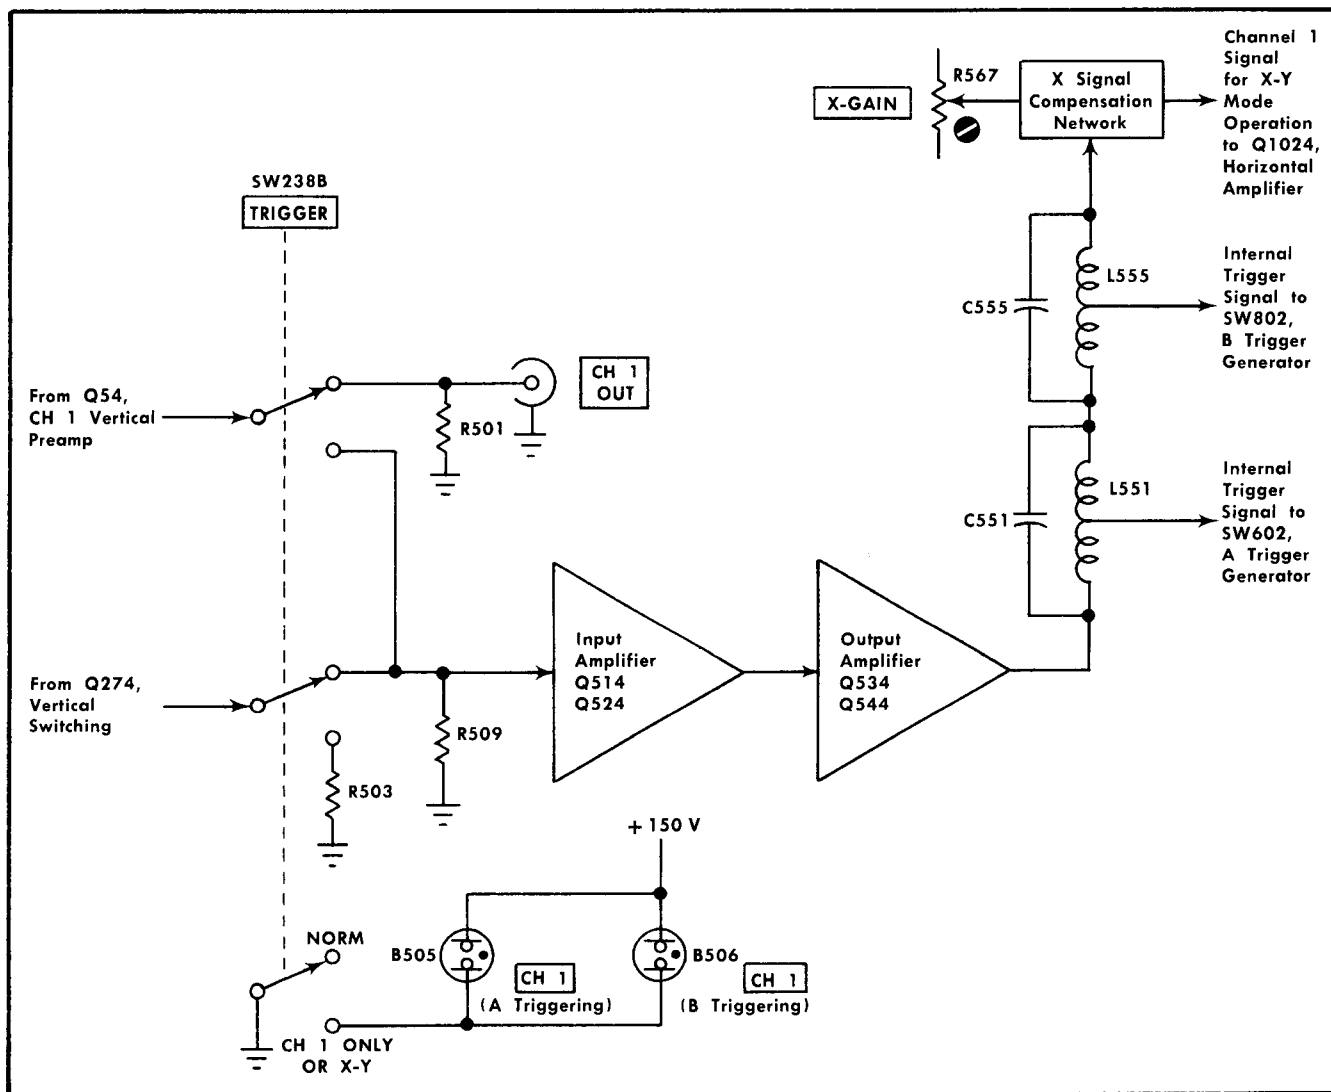 Channel 1
Signal
for X-Y
Mode
Operation
to Q1024,
Horizontal
Amplifier
R567
X-GAIN
X Signal
Compensation
Network
SW238B
TRIGGER
Internal
Trigger
Signal to
SW802,
B Trigger
Generator
L555
C555
From Q54,
CH 1 Vertical
Preamp
CH 1
OUT
R501
Internal
Trigger
Signal to
SW602,
A Trigger
Generator
L551
C551
Input
Amplifier
Q514
Q524
Output
Amplifier
Q534
Q544
From Q274,
Vertical
Switching
R509
R503
+150 V
NORM
B505
CH 1
(A Triggering)
B506
CH 1
(B Triggering)
CH 1 ONLY
OR X-Y